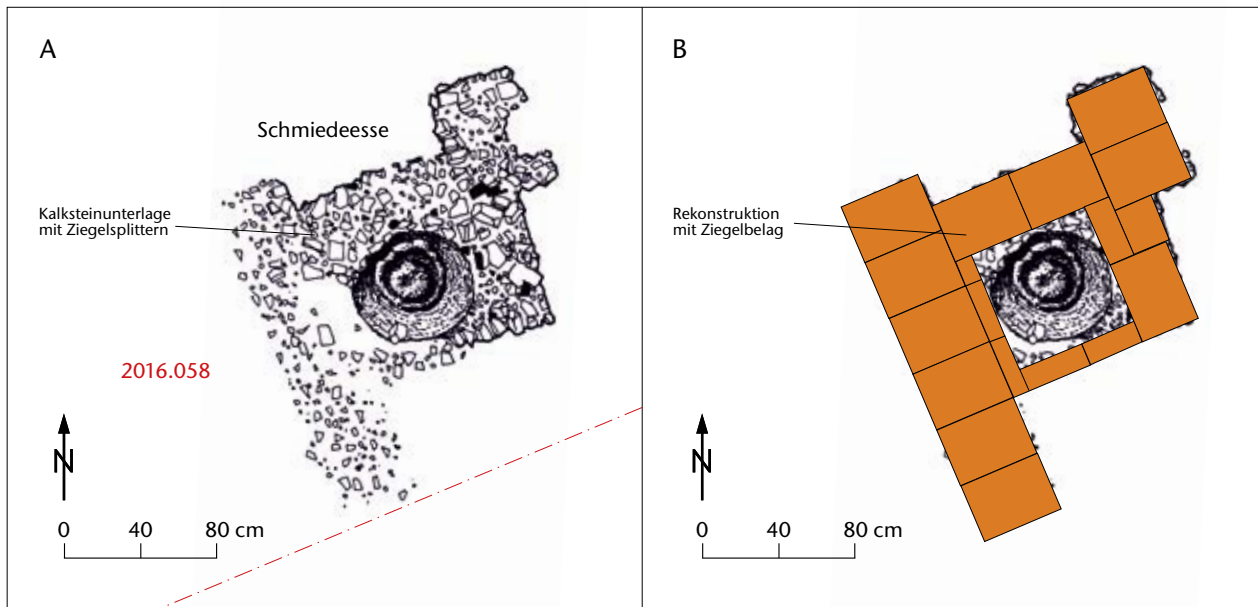 A
Schmiedeesse
Kalksteinunterlage
mit Ziegelsplittern
2016.058
N
0 40 80 cm
B
Rekonstruktion
mit Ziegelbelag
N
0 40 80 cm